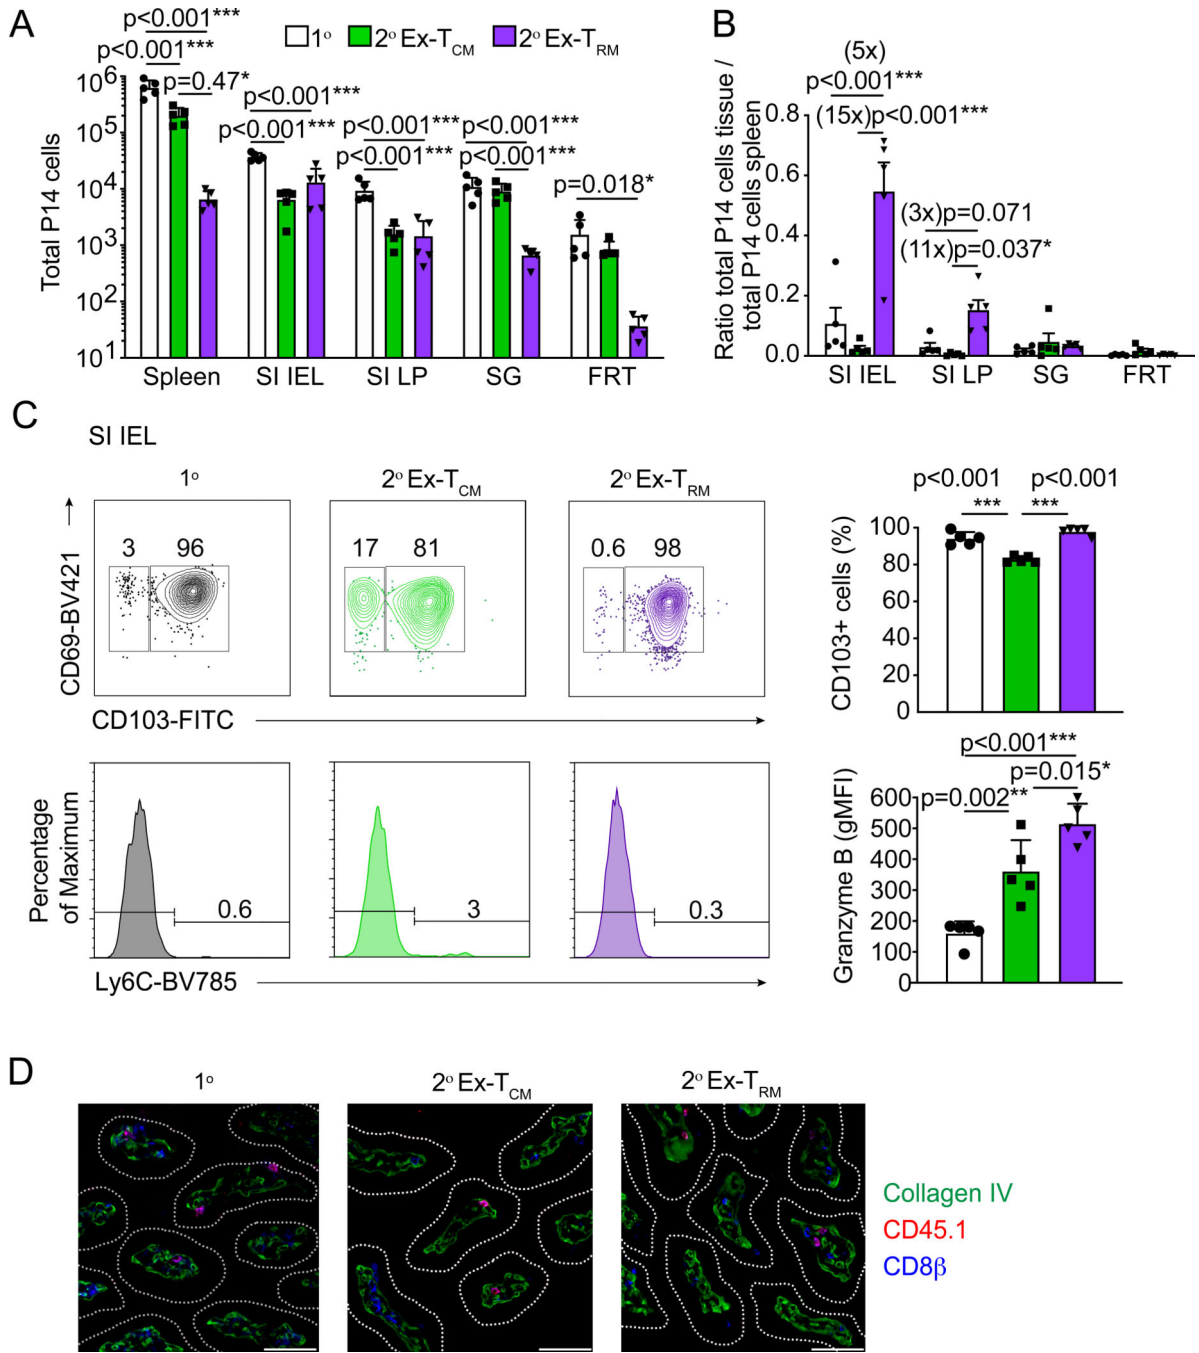 A
p<0.001***
p<0.001***
p=0.47*
1° 2° Ex-TCM 2° Ex-TRM
p<0.001***
p<0.001***
p<0.001***
p<0.001***
p<0.001***
p<0.001***
p=0.018*
Total P14 cells
10^6
10^5
10^4
10^3
10^2
10^1
Spleen SI IEL SI LP SG FRT
B
(5x)
p<0.001***
(15x)p<0.001***
(3x)p=0.071
(11x)p=0.037*
Ratio total P14 cells tissue /
total P14 cells spleen
0.8
0.6
0.4
0.2
0.0
SI IEL SI LP SG FRT
C
SI IEL
1° 2° Ex-TCM 2° Ex-TRM
CD69-BV421
3 96
17 81
0.6 98
CD103-FITC
Percentage
of Maximum
0.6
3
0.3
Ly6C-BV785
p<0.001 p<0.001
*** ***
CD103+ cells (%)
100
80
60
40
20
0
p<0.001***
p=0.015*
p=0.002**
Granzyme B (gMFI)
600
500
400
300
200
100
0
D
1° 2° Ex-TCM 2° Ex-TRM
Collagen IV
CD45.1
CD8β